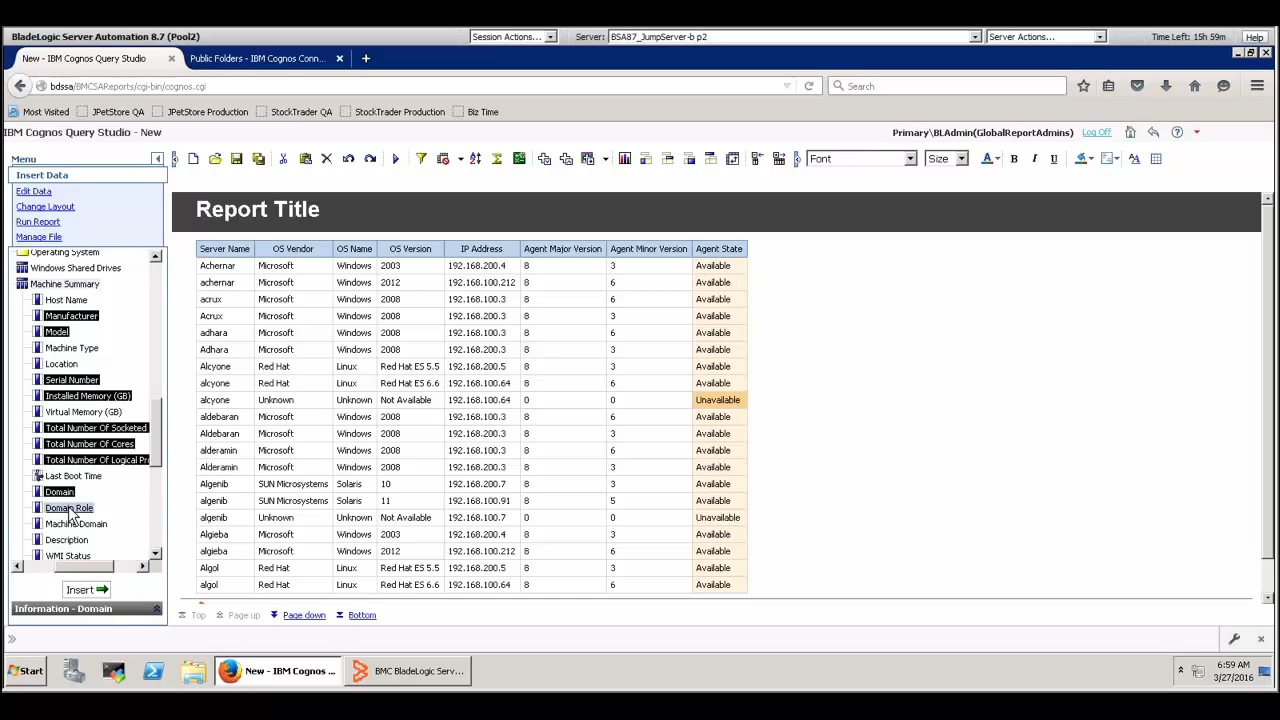 BladeLogic Server Automation 8.7 (Pool2) Session Actions... Server: BSA87_JumpServer-b p2 Server Actions... Time Left: 15h 59m Help
New - IBM Cognos Query Studio × Public Folders - IBM Cognos Conn... × +
bdssa/BMCSAReports/cgi-bin/cognos.cgi Search
Most Visited JPetStore QA JPetStore Production StockTrader QA StockTrader Production Biz Time
IBM Cognos Query Studio - New Primary\BLAdmin(GlobalReportAdmins) Log Off
Menu
Font Size
Insert Data
Edit Data
Change Layout
Run Report
Manage File
Operating System
Windows Shared Drives
Machine Summary
Host Name
Manufacturer
Model
Machine Type
Location
Serial Number
Installed Memory (GB)
Virtual Memory (GB)
Total Number Of Socketed
Total Number Of Cores
Total Number Of Logical Pro
Last Boot Time
Domain
Domain Role
Machine Domain
Description
WMI Status
Insert
Information - Domain
Report Title
Server Name OS Vendor OS Name OS Version IP Address Agent Major Version Agent Minor Version Agent State
Achernar Microsoft Windows 2003 192.168.200.4 8 3 Available
achernar Microsoft Windows 2012 192.168.100.212 8 6 Available
acrux Microsoft Windows 2008 192.168.100.3 8 6 Available
Acrux Microsoft Windows 2008 192.168.200.3 8 3 Available
adhara Microsoft Windows 2008 192.168.100.3 8 6 Available
Adhara Microsoft Windows 2008 192.168.200.3 8 3 Available
Alcyone Red Hat Linux Red Hat ES 5.5 192.168.200.5 8 3 Available
alcyone Red Hat Linux Red Hat ES 6.6 192.168.100.64 8 6 Available
alcyone Unknown Unknown Not Available 192.168.100.64 0 0 Unavailable
aldebaran Microsoft Windows 2008 192.168.100.3 8 6 Available
Aldebaran Microsoft Windows 2008 192.168.200.3 8 3 Available
alderamin Microsoft Windows 2008 192.168.100.3 8 6 Available
Alderamin Microsoft Windows 2008 192.168.200.3 8 3 Available
Algenib SUN Microsystems Solaris 10 192.168.200.7 8 3 Available
algenib SUN Microsystems Solaris 11 192.168.100.91 8 5 Available
algenib Unknown Unknown Not Available 192.168.100.7 0 0 Unavailable
Algieba Microsoft Windows 2003 192.168.200.4 8 3 Available
algieba Microsoft Windows 2012 192.168.100.212 8 6 Available
Algol Red Hat Linux Red Hat ES 5.5 192.168.200.5 8 3 Available
algol Red Hat Linux Red Hat ES 6.6 192.168.100.64 8 6 Available
Top Page up Page down Bottom
Start New - IBM Cognos ... BMC BladeLogic Serv... 6:59 AM
3/27/2016